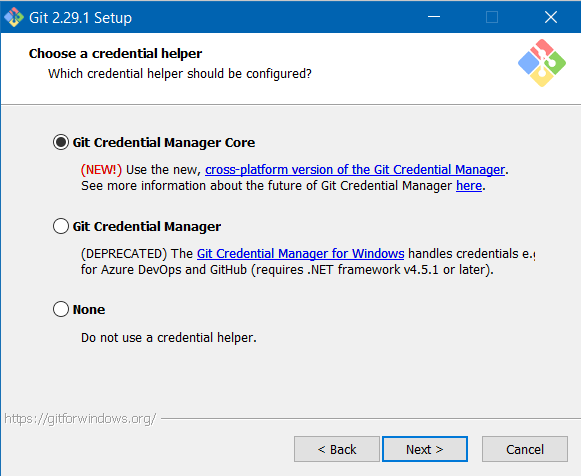 Git 2.29.1 Setup
Choose a credential helper
Which credential helper should be configured?
Git Credential Manager Core
(NEW!) Use the new, cross-platform version of the Git Credential Manager.
See more information about the future of Git Credential Manager here.
Git Credential Manager
(DEPRECATED) The Git Credential Manager for Windows handles credentials e.g
for Azure DevOps and GitHub (requires .NET framework v4.5.1 or later).
None
Do not use a credential helper.
https://gitforwindows.org/
< Back
Next >
Cancel